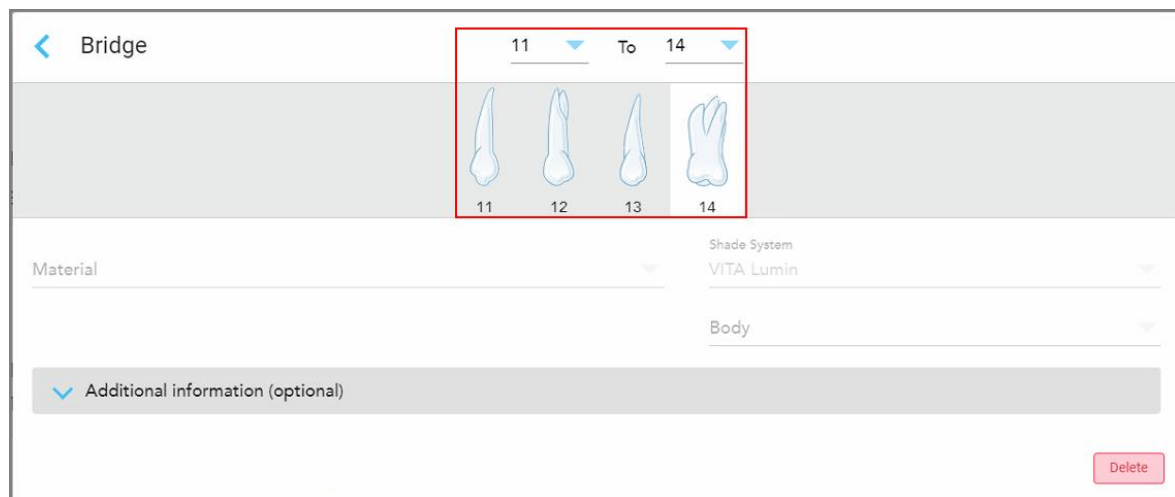 Bridge
11 To 14
11 12 13 14
Shade System
Material VITA Lumin
Body
Additional information (optional)
Delete